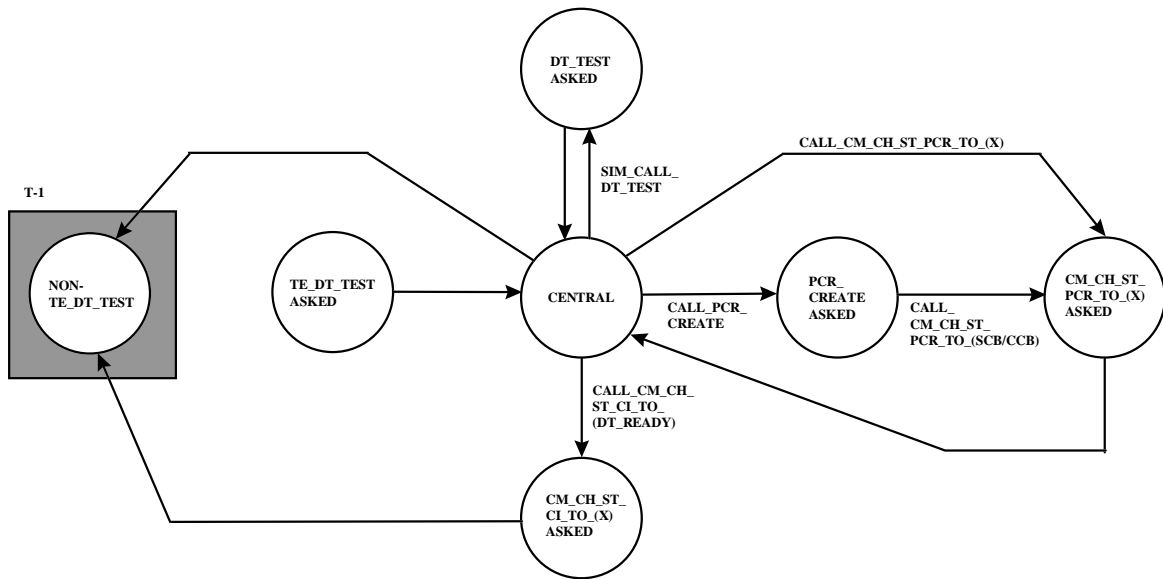 DT_TEST
ASKED
CALL_CM_CH_ST_PCR_TO_(X)
SIM_CALL_
DT_TEST
T-1
NON-
TE_DT_TEST
TE_DT_TEST
ASKED
CENTRAL
CALL_PCR_
CREATE
PCR_
CREATE
ASKED
CALL_
CM_CH_ST_
PCR_TO_(SCB/CCB)
CM_CH_ST_
PCR_TO_(X)
ASKED
CALL_CM_CH_
ST_CI_TO_
(DT_READY)
CM_CH_ST_
CI_TO_(X)
ASKED